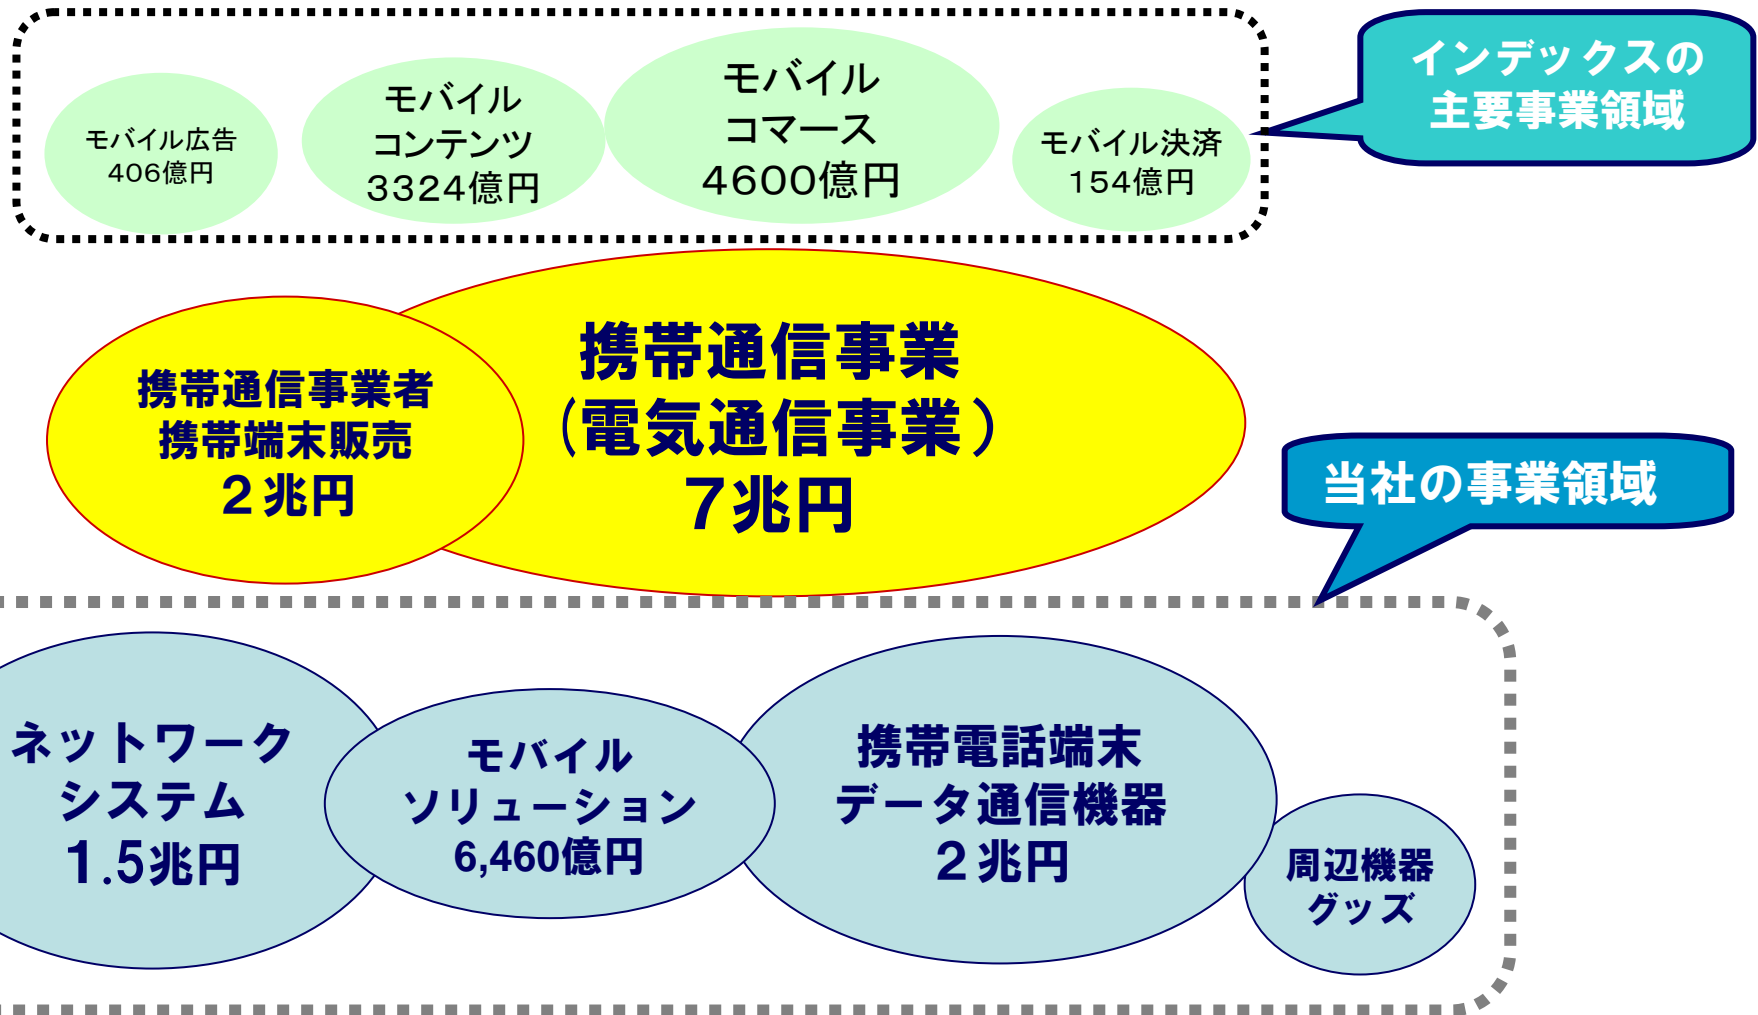 モバイル広告
406億円
モバイル
コンテンツ
3324億円
モバイル
コマース
4600億円
モバイル決済
154億円
インデックスの
主要事業領域
携帯通信事業者
携帯端末販売
2兆円
携帯通信事業
(電気通信事業)
7兆円
当社の事業領域
ネットワーク
システム
1.5兆円
モバイル
ソリューション
6,460億円
携帯電話端末
データ通信機器
2兆円
周辺機器
グッズ